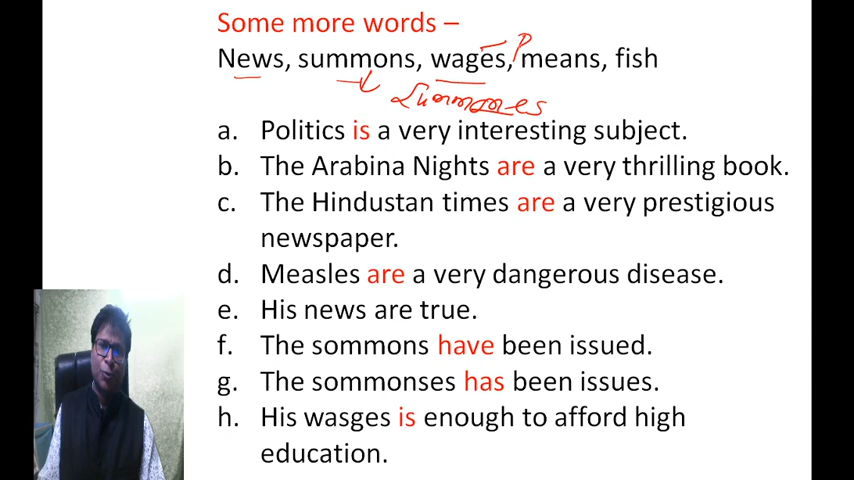 Some more words –
News, summons, wages, means, fish
P
Summonses
a. Politics is a very interesting subject.
b. The Arabina Nights are a very thrilling book.
c. The Hindustan times are a very prestigious
newspaper.
d. Measles are a very dangerous disease.
e. His news are true.
f. The sommons have been issued.
g. The sommonses has been issues.
h. His wasges is enough to afford high
education.